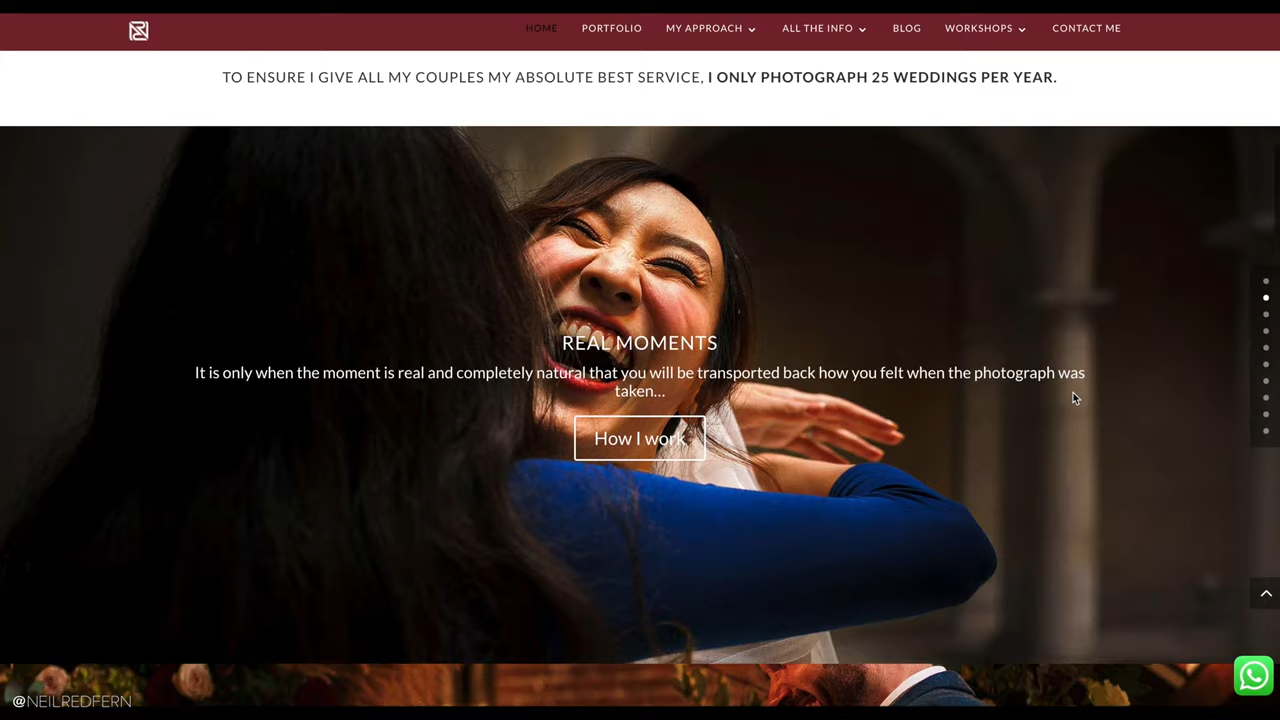 HOME PORTFOLIO MY APPROACH ALL THE INFO BLOG WORKSHOPS CONTACT ME
TO ENSURE I GIVE ALL MY COUPLES MY ABSOLUTE BEST SERVICE, I ONLY PHOTOGRAPH 25 WEDDINGS PER YEAR.
REAL MOMENTS
It is only when the moment is real and completely natural that you will be transported back how you felt when the photograph was
taken...
How I work
@NEILREDFERN